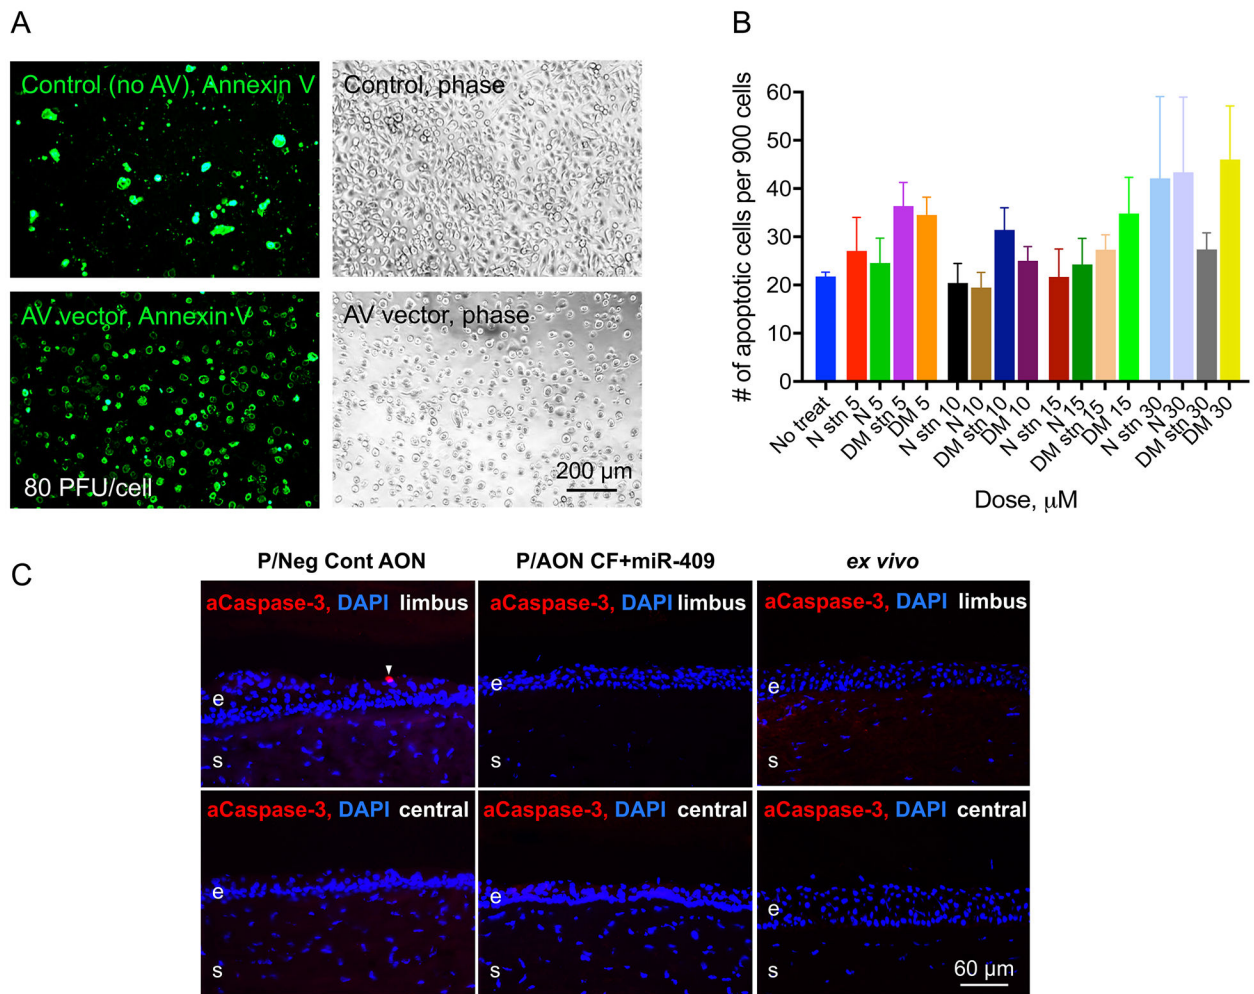 A
Control (no AV), Annexin V
Control, phase
AV vector, Annexin V
80 PFU/cell
AV vector, phase
200 µm
B
# of apoptotic cells per 900 cells
60
50
40
30
20
10
0
No treat
N stn 5
N 5
DM stn 5
DM 5
N stn 10
N 10
DM stn 10
DM 10
N stn 15
N 15
DM stn 15
DM 15
N stn 30
N 30
DM stn30
DM 30
Dose, µM
C
P/Neg Cont AON
P/AON CF+miR-409
ex vivo
aCaspase-3, DAPI limbus
e
s
aCaspase-3, DAPI limbus
e
s
aCaspase-3, DAPI limbus
e
s
aCaspase-3, DAPI central
e
s
aCaspase-3, DAPI central
e
s
aCaspase-3, DAPI central
e
s
60 µm